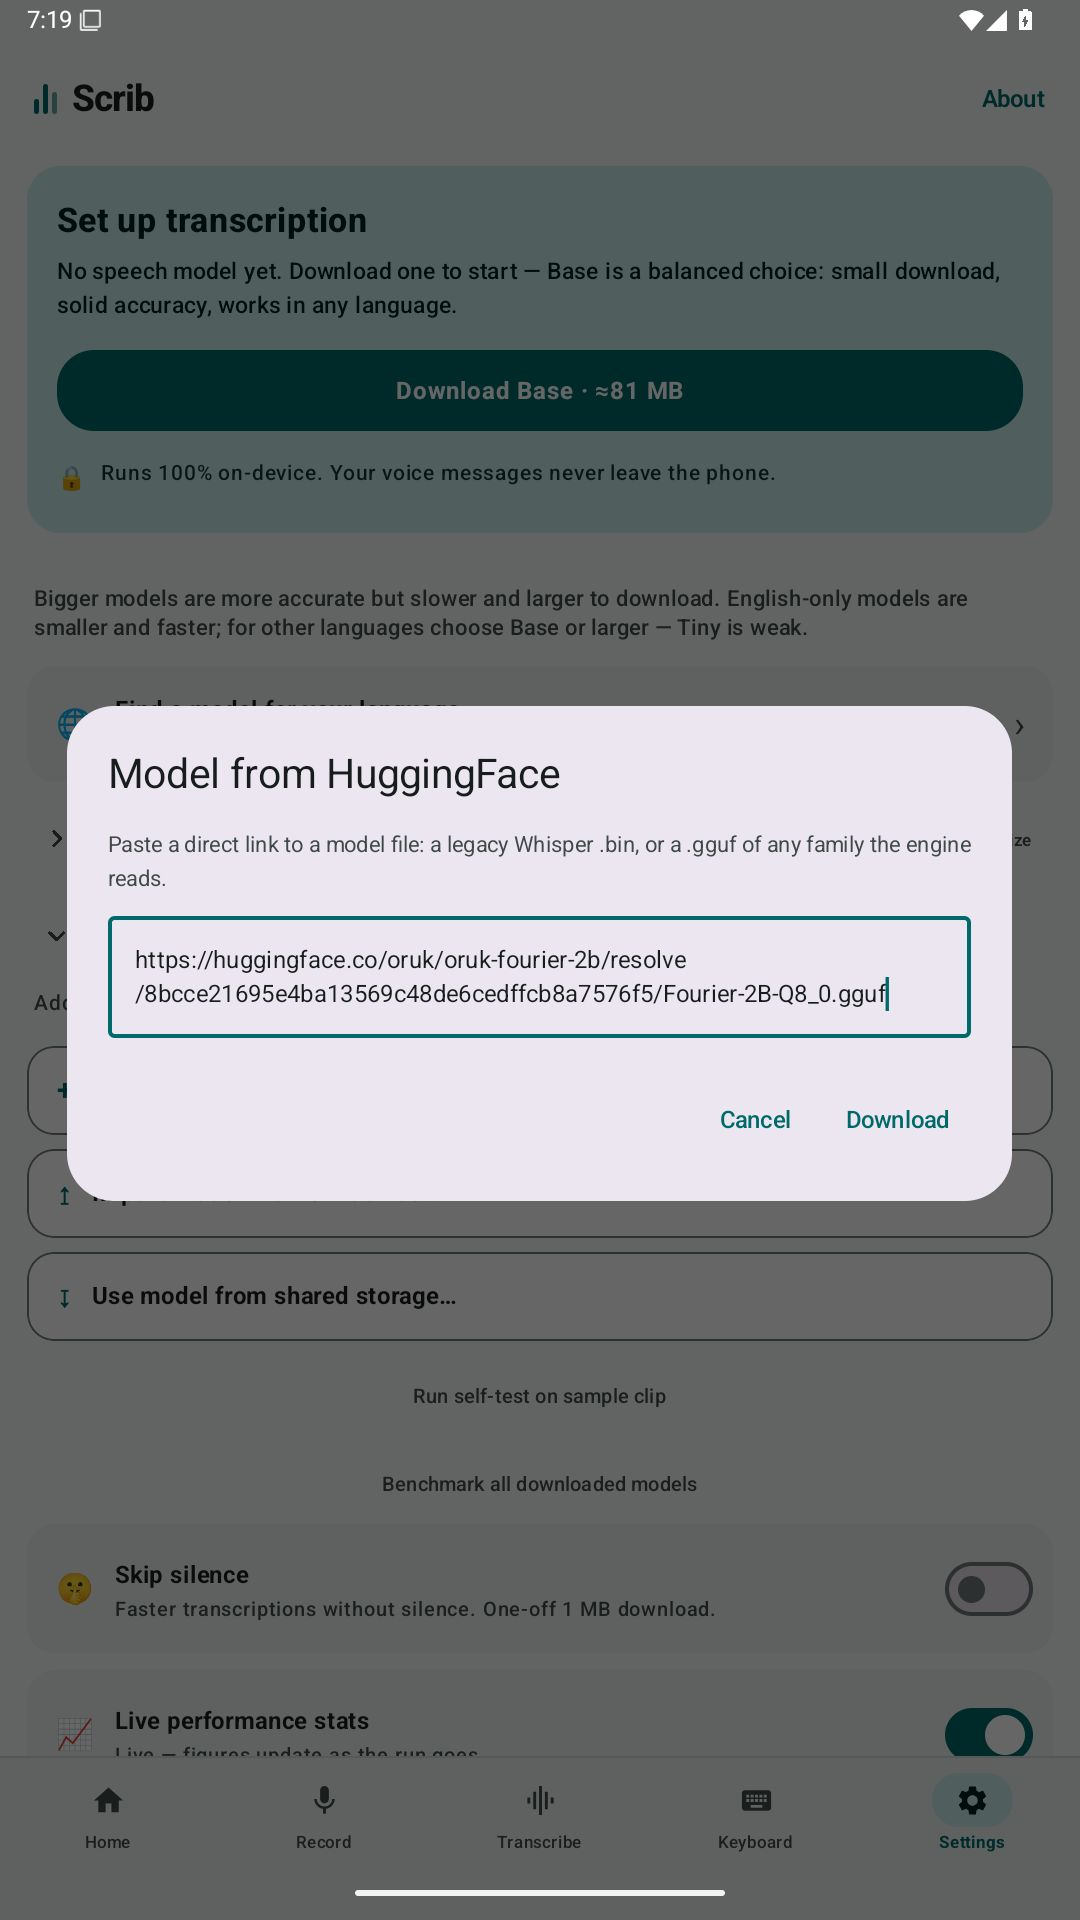 7:19
Scrib
About
Set up transcription
No speech model yet. Download one to start — Base is a balanced choice: small download,
solid accuracy, works in any language.
Download Base · ≈81 MB
Runs 100% on-device. Your voice messages never leave the phone.
Bigger models are more accurate but slower and larger to download. English-only models are
smaller and faster; for other languages choose Base or larger — Tiny is weak.
Model from HuggingFace
Paste a direct link to a model file: a legacy Whisper .bin, or a .gguf of any family the engine
reads.
https://huggingface.co/oruk/oruk-fourier-2b/resolve
/8bcce21695e4ba13569c48de6cedffcb8a7576f5/Fourier-2B-Q8_0.gguf
Cancel
Download
Use model from shared storage…
Run self-test on sample clip
Benchmark all downloaded models
Skip silence
Faster transcriptions without silence. One-off 1 MB download.
Live performance stats
Live — figures update as the run goes
Home
Record
Transcribe
Keyboard
Settings